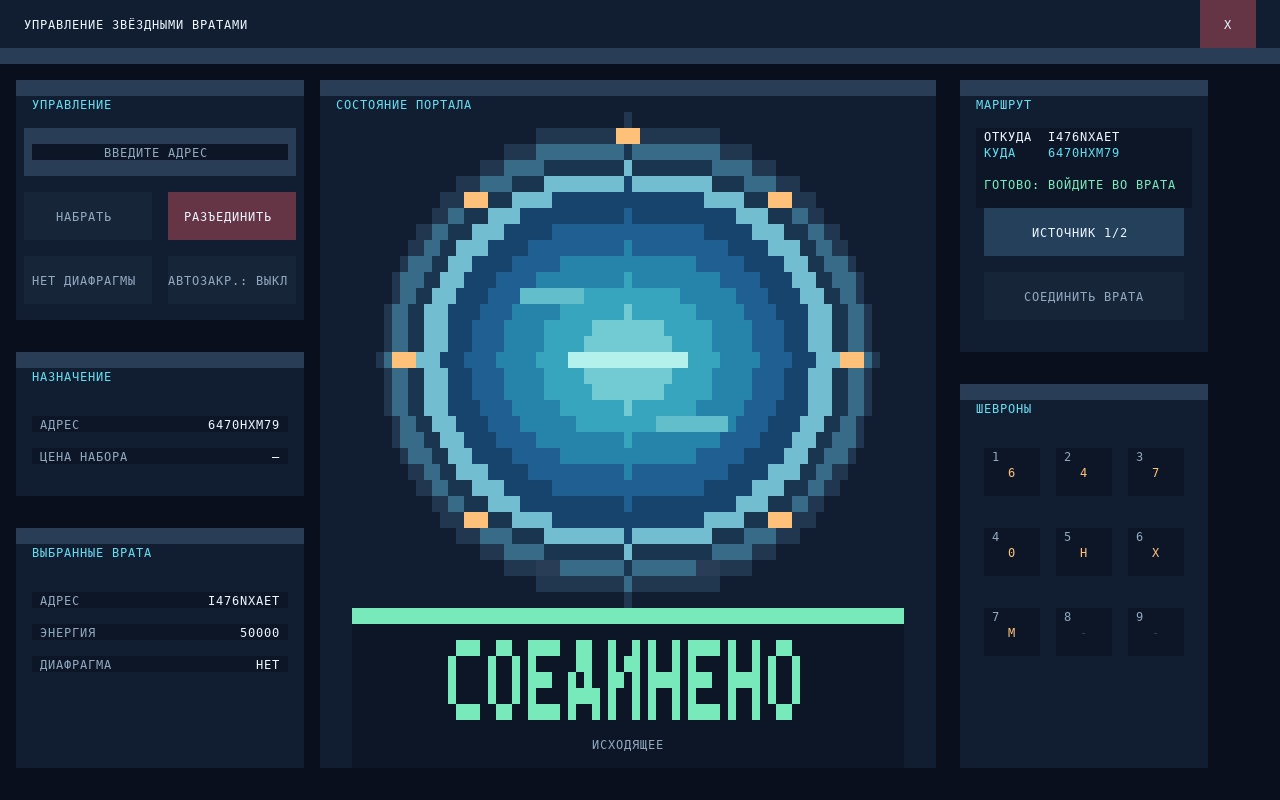 УПРАВЛЕНИЕ ЗВЁЗДНЫМИ ВРАТАМИ
X
УПРАВЛЕНИЕ
ВВЕДИТЕ АДРЕС
НАБРАТЬ
РАЗЪЕДИНИТЬ
НЕТ ДИАФРАГМЫ
АВТОЗАКР.: ВЫКЛ
НАЗНАЧЕНИЕ
АДРЕС 6470HXM79
ЦЕНА НАБОРА —
ВЫБРАННЫЕ ВРАТА
АДРЕС I476NXAET
ЭНЕРГИЯ 50000
ДИАФРАГМА НЕТ
СОСТОЯНИЕ ПОРТАЛА
СОЕДИНЕНО
ИСХОДЯЩЕЕ
МАРШРУТ
ОТКУДА I476NXAET
КУДА 6470HXM79
ГОТОВО: ВОЙДИТЕ ВО ВРАТА
ИСТОЧНИК 1/2
СОЕДИНИТЬ ВРАТА
ШЕВРОНЫ
1 2 3
6 4 7
4 5 6
0 H X
7 8 9
M - -